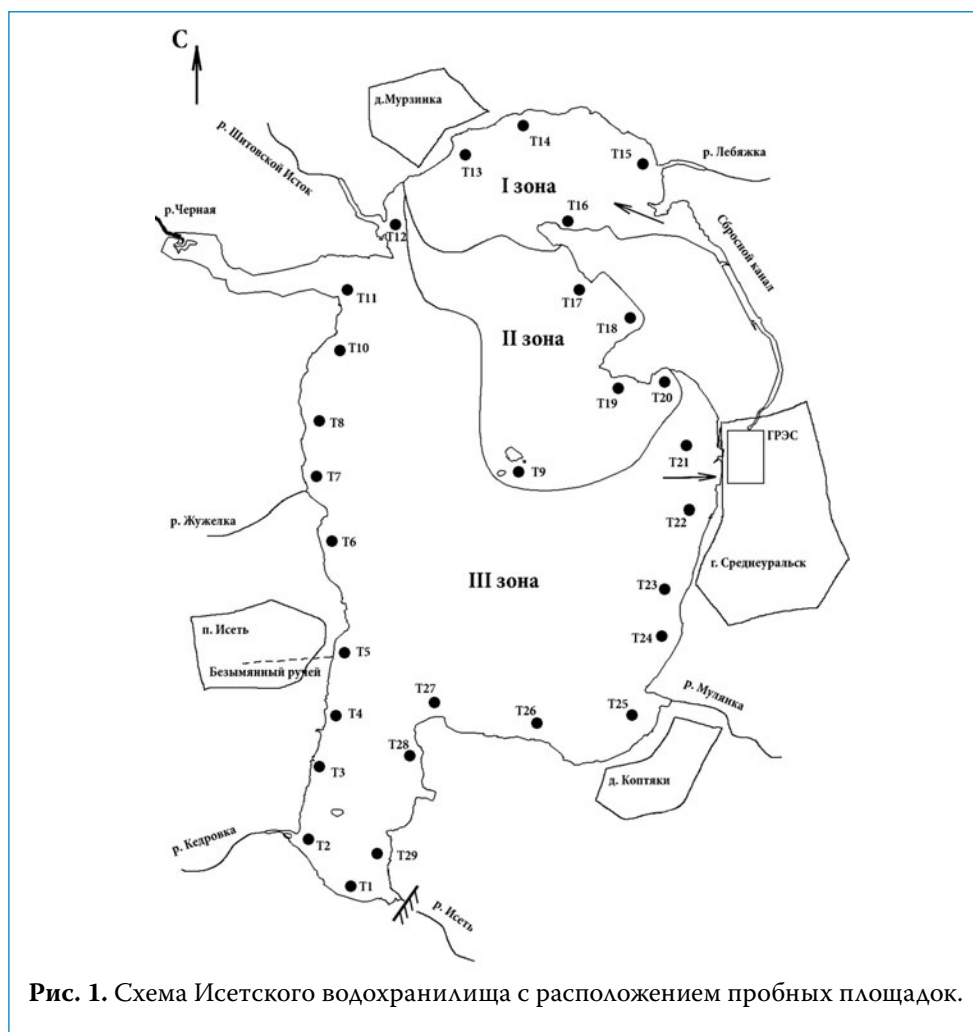 С
д.Мурзинка
р. Шитовской Исток
Т14
Т13
Т15
р. Лебяжка
I зона
р.Черная
Т12
Т16
Сбросной канал
Т11
Т17
Т18
II зона
Т10
Т19
Т20
Т8
ГРЭС
Т21
Т9
Т7
р. Жужелка
Т22
Т6
г. Среднеуральск
III зона
Т23
п. Исеть
Т24
Т5
Безымянный ручей
р. Мулянка
Т27
Т4
Т26
Т25
Т28
Т3
д. Коптяки
р. Кедровка
Т2
Т29
Т1
р. Исеть
Рис. 1. Схема Исетского водохранилища с расположением пробных площадок.